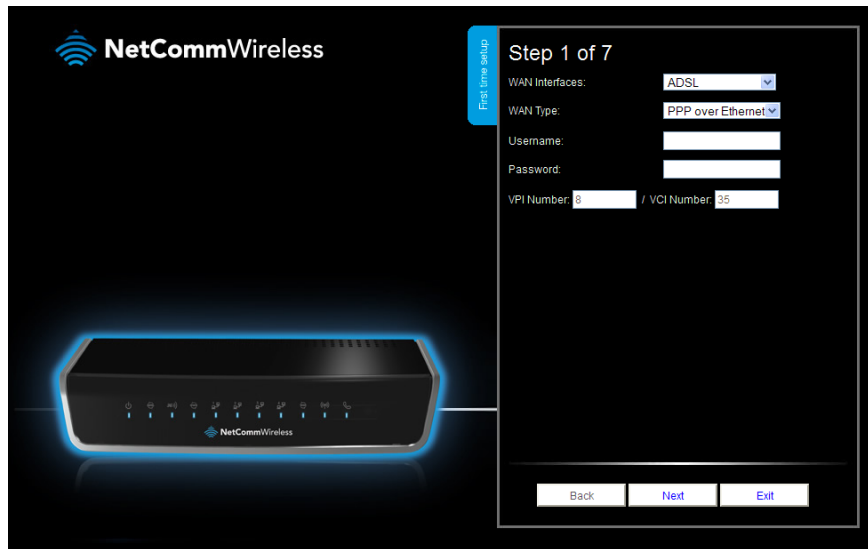 NetCommWireless
First time setup
Step 1 of 7
WAN Interfaces: ADSL
WAN Type: PPP over Ethernet
Username:
Password:
VPI Number: 8 / VCI Number: 35
NetCommWireless
Back Next Exit